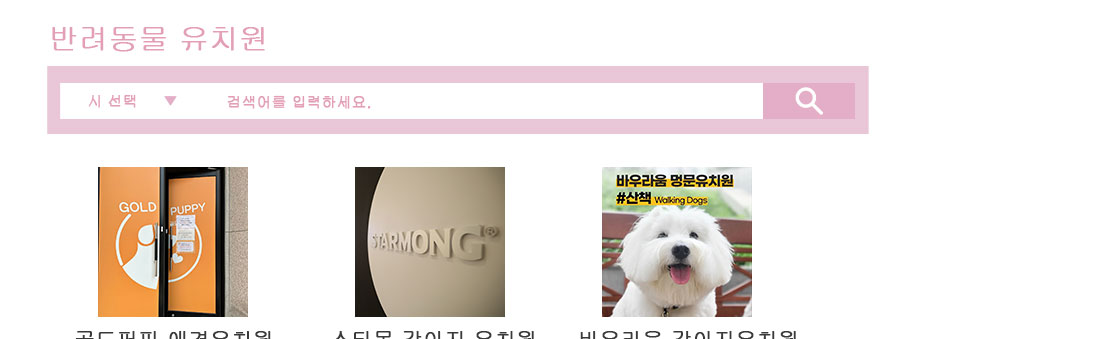 반려동물 유치원
시 선택 ▼ 검색어를 입력하세요.
GOLD PUPPY
STARMONG
바우라움 멍문유치원
#산책 Walking Dogs
골드퍼피 애견유치원 스타몽 강아지 유치원 바우라움 강아지유치원